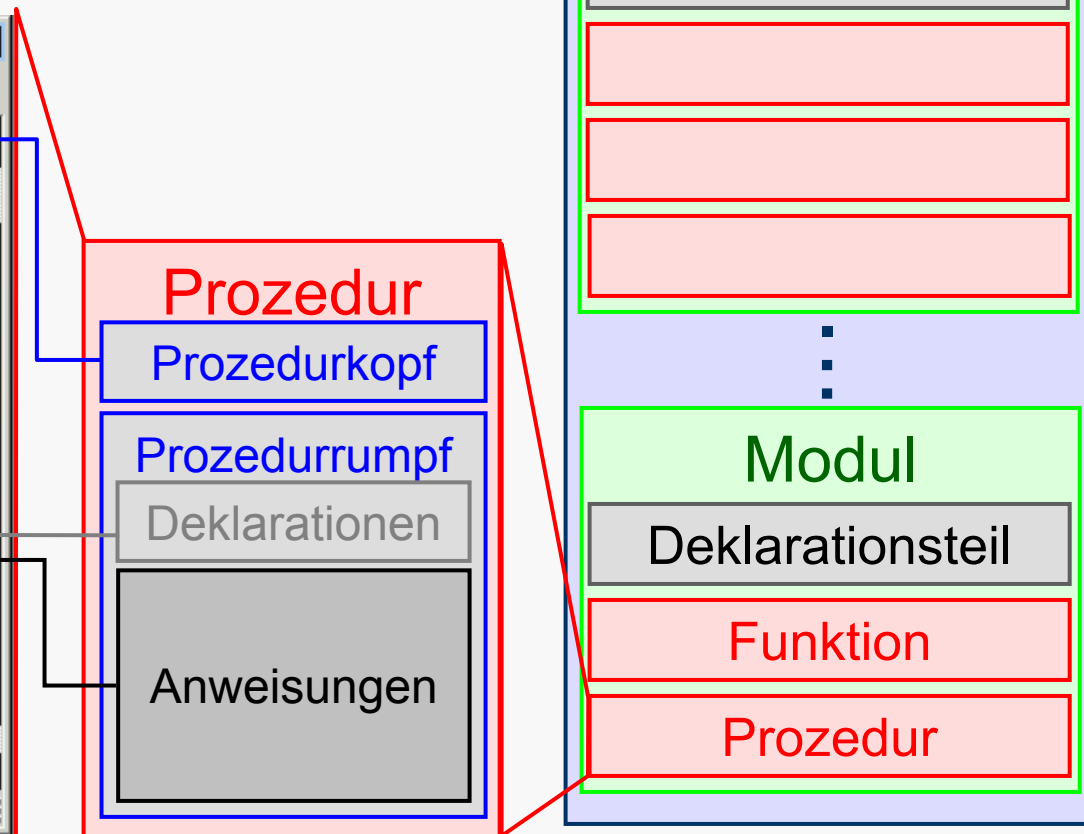 Prozedur
Prozedurkopf
Prozedurrumpf
Deklarationen
Anweisungen
Modul
Deklarationsteil
Funktion
Prozedur